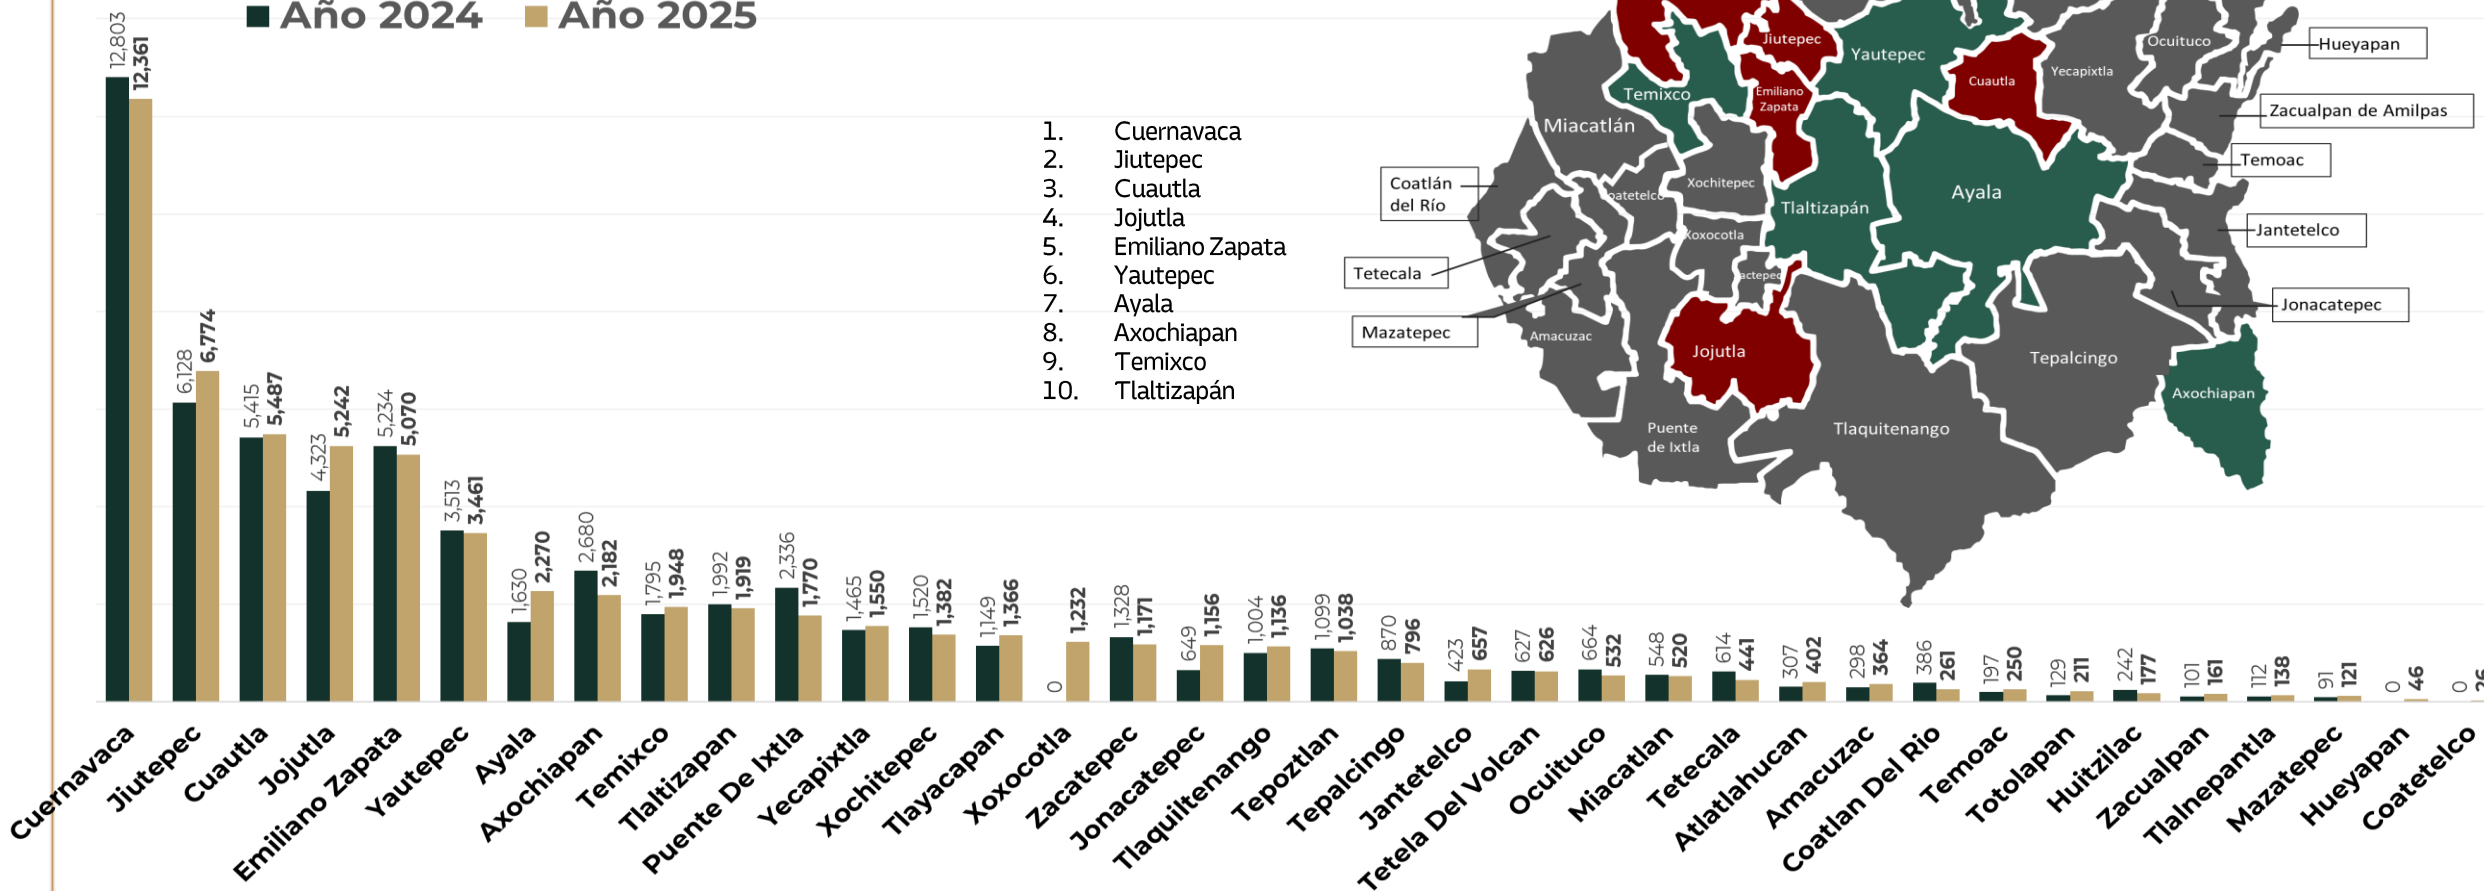 Año 2024
Año 2025
12,803
12,361
6,128
6,774
5,415
5,487
4,323
5,242
5,234
5,070
3,513
3,461
1,630
2,270
2,680
2,182
1,795
1,948
1,992
1,919
2,336
1,770
1,465
1,550
1,520
1,382
1,149
1,366
0
1,232
1,328
1,171
649
1,156
1,004
1,136
1,099
1,038
870
796
423
657
627
626
664
532
548
520
614
441
307
402
298
364
386
261
197
250
129
211
242
177
101
161
112
138
91
121
0
46
0
26
Cuernavaca
Jiutepec
Cuautla
Jojutla
Emiliano Zapata
Yautepec
Ayala
Axochiapan
Temixco
Tlaltizapan
Puente De Ixtla
Yecapixtla
Xochitepec
Tlayacapan
Xoxocotla
Zacatepec
Jonacatepec
Tlaquiltenango
Tepoztlan
Tepalcingo
Jantetelco
Tetela Del Volcan
Ocuituco
Miacatlan
Tetecala
Atlatlahucan
Amacuzac
Coatlan Del Rio
Temoac
Totolapan
Huitzilac
Zacualpan
Tlalnepantla
Mazatepec
Hueyapan
Coatetelco
1. Cuernavaca
2. Jiutepec
3. Cuautla
4. Jojutla
5. Emiliano Zapata
6. Yautepec
7. Ayala
8. Axochiapan
9. Temixco
10. Tlaltizapán
Jiutepec
Yautepec
Ocuituco
Hueyapan
Yecapixtla
Cuautla
Temixco
Emiliano
Zapata
Zacualpan de Amilpas
Miacatlán
Temoac
Coatlán
del Río
oatetelco
Xochitepec
Tlaltizapán
Ayala
Jantetelco
Xoxocotla
Tetecala
actepec
Jonacatepec
Mazatepec
Amacuzac
Jojutla
Tepalcingo
Axochiapan
Puente
de Ixtla
Tlaquitenango